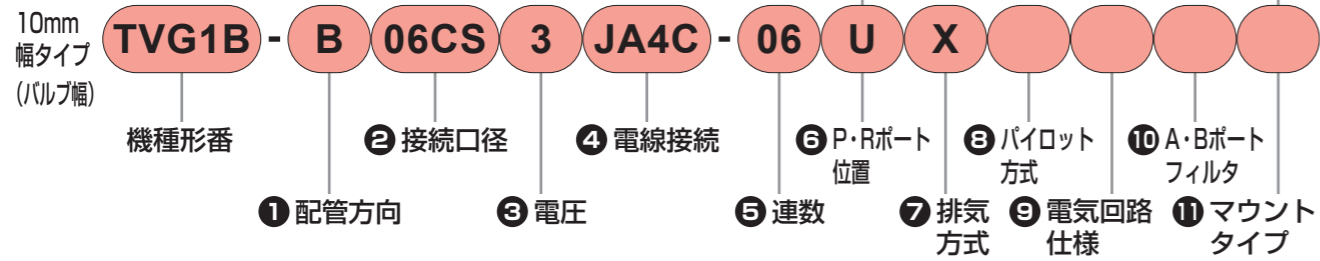 10mm
幅タイプ
(バルブ幅)
TVG1B - B 06CS 3 JA4C - 06 U X
機種形番
❷ 接続口径
❹ 電線接続
❻ P・Rポート
位置
❽ パイロット
方式
❿ A・Bポート
フィルタ
❶ 配管方向
❸ 電圧
❺ 連数
❼ 排気
方式
❾ 電気回路
仕様
⓫ マウント
タイプ